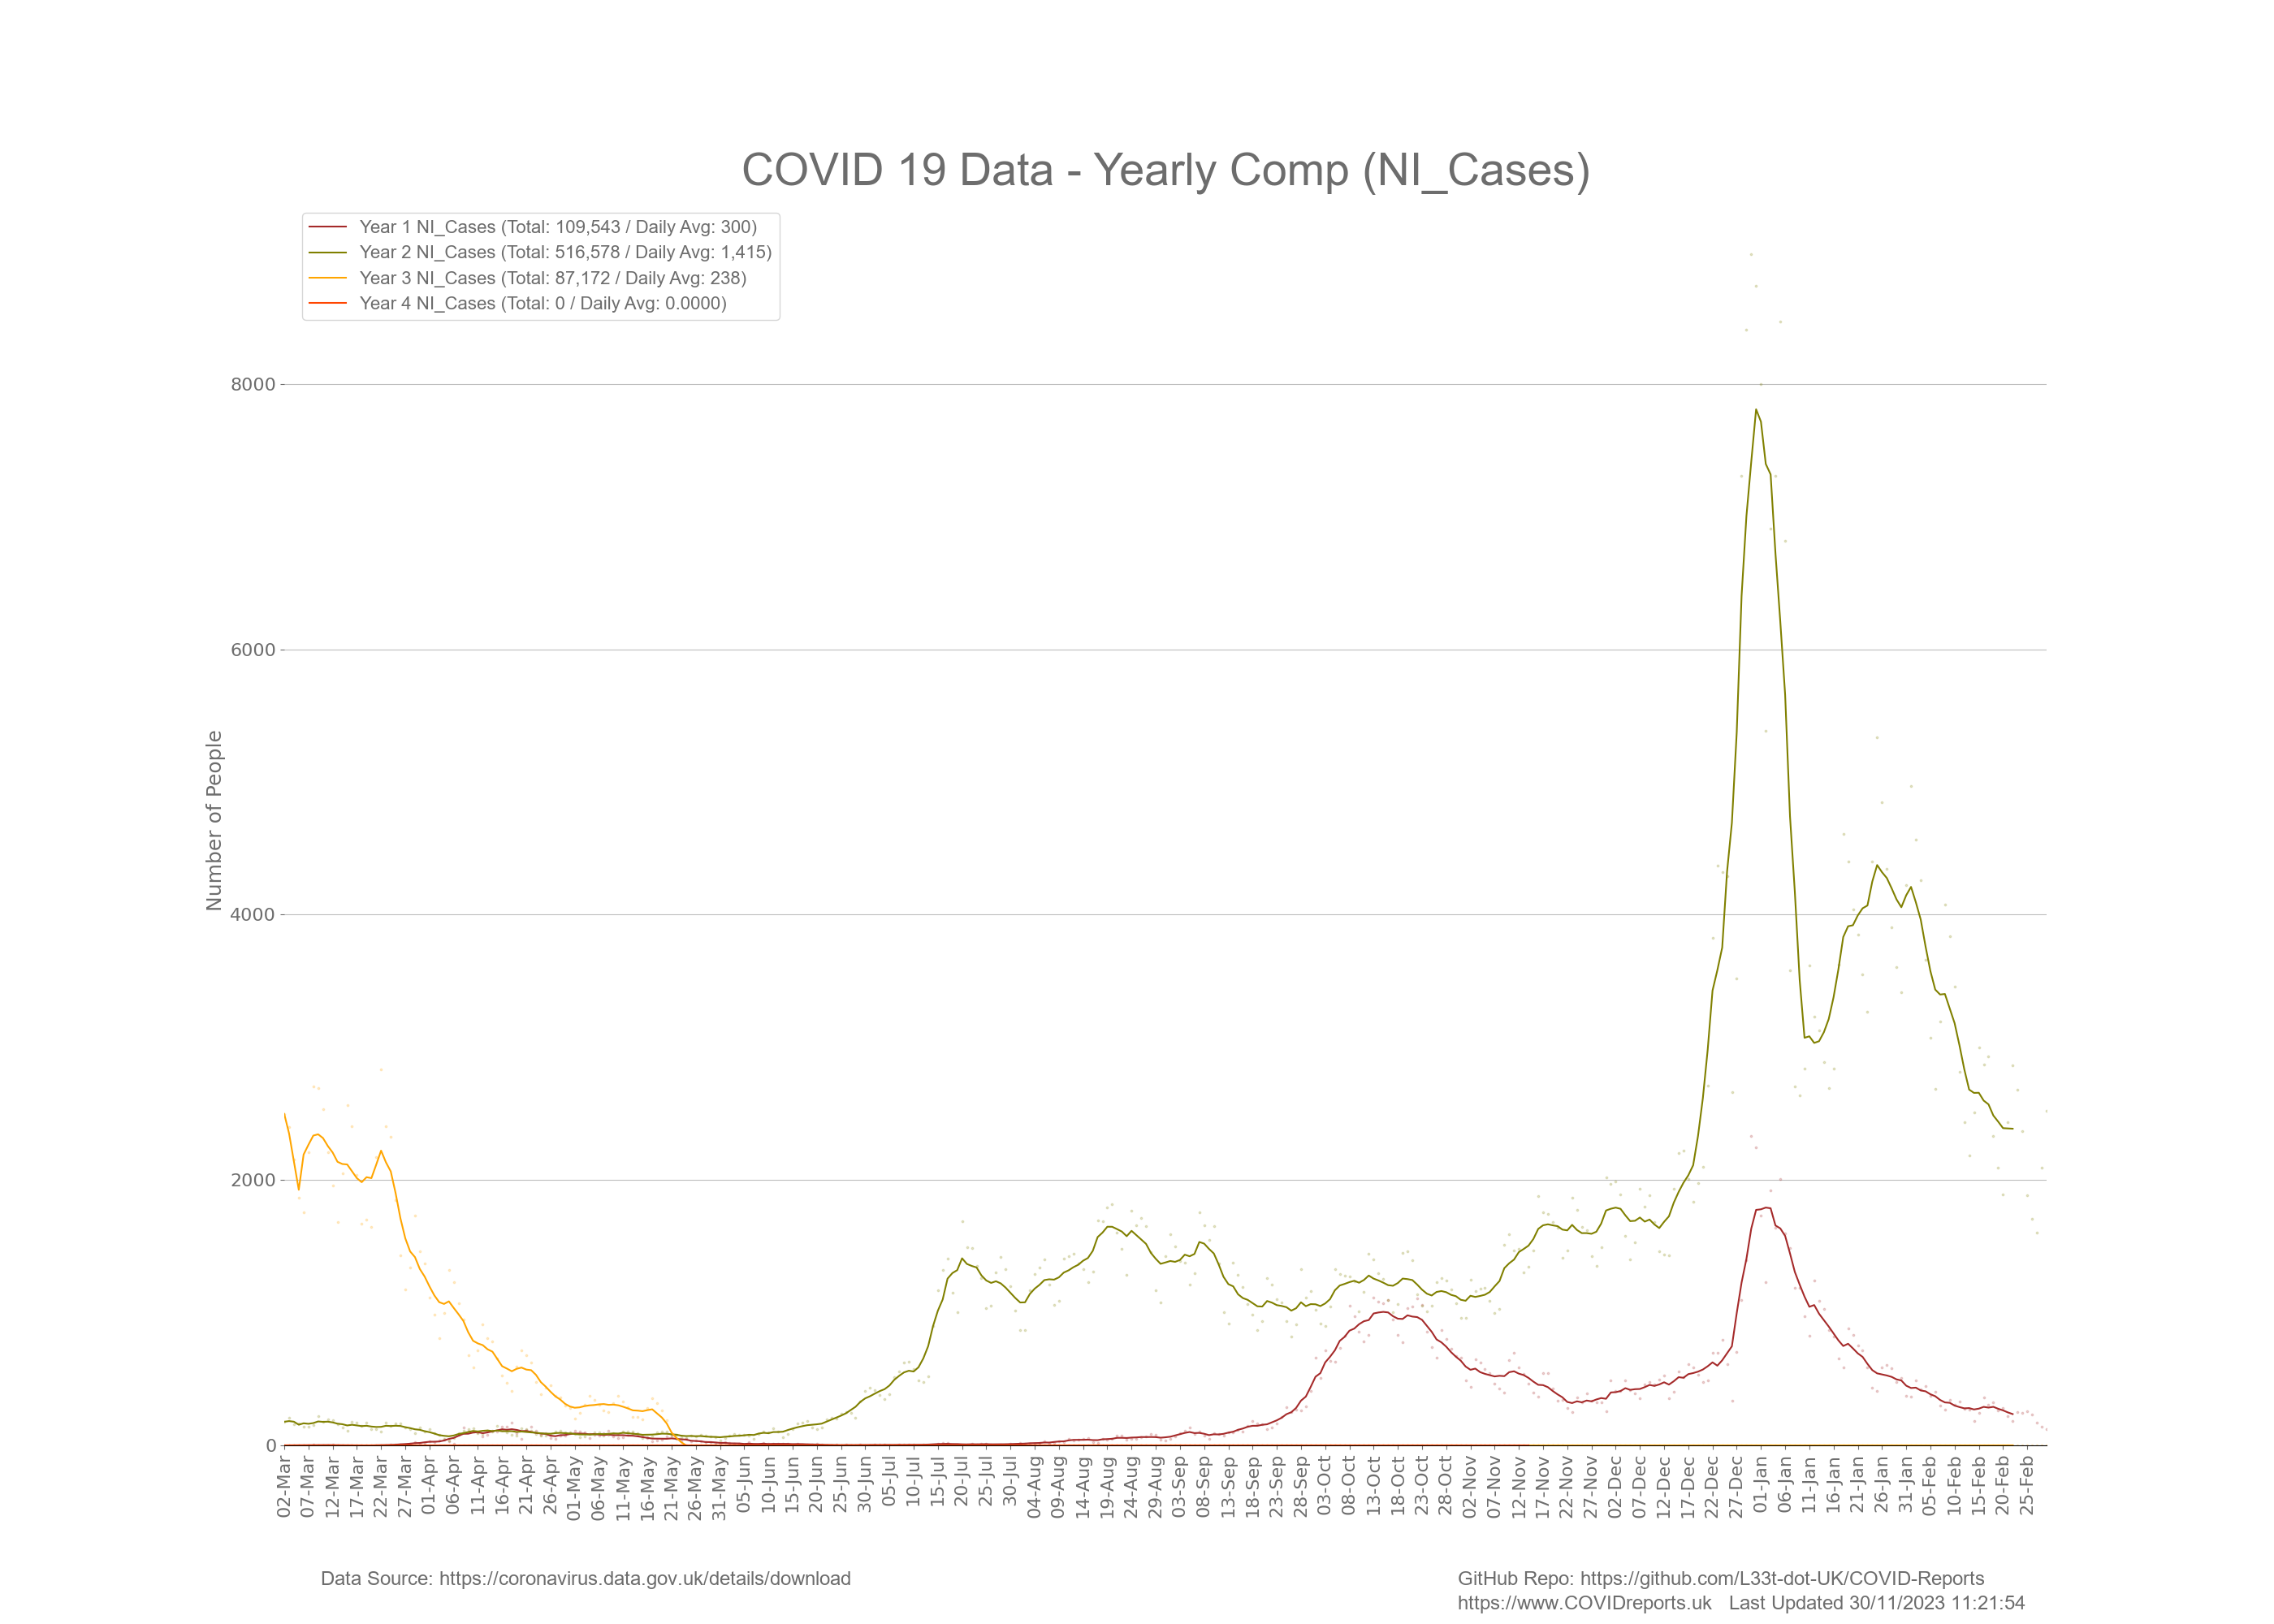 COVID 19 Data - Yearly Comp (NI_Cases)
Year 1 NI_Cases (Total: 109,543 / Daily Avg: 300)
Year 2 NI_Cases (Total: 516,578 / Daily Avg: 1,415)
Year 3 NI_Cases (Total: 87,172 / Daily Avg: 238)
Year 4 NI_Cases (Total: 0 / Daily Avg: 0.0000)
Number of People
8000
6000
4000
2000
0
02-Mar
07-Mar
12-Mar
17-Mar
22-Mar
27-Mar
01-Apr
06-Apr
11-Apr
16-Apr
21-Apr
26-Apr
01-May
06-May
11-May
16-May
21-May
26-May
31-May
05-Jun
10-Jun
15-Jun
20-Jun
25-Jun
30-Jun
05-Jul
10-Jul
15-Jul
20-Jul
25-Jul
30-Jul
04-Aug
09-Aug
14-Aug
19-Aug
24-Aug
29-Aug
03-Sep
08-Sep
13-Sep
18-Sep
23-Sep
28-Sep
03-Oct
08-Oct
13-Oct
18-Oct
23-Oct
28-Oct
02-Nov
07-Nov
12-Nov
17-Nov
22-Nov
27-Nov
02-Dec
07-Dec
12-Dec
17-Dec
22-Dec
27-Dec
01-Jan
06-Jan
11-Jan
16-Jan
21-Jan
26-Jan
31-Jan
05-Feb
10-Feb
15-Feb
20-Feb
25-Feb
Data Source: https://coronavirus.data.gov.uk/details/download
GitHub Repo: https://github.com/L33t-dot-UK/COVID-Reports
https://www.COVIDreports.uk   Last Updated 30/11/2023 11:21:54